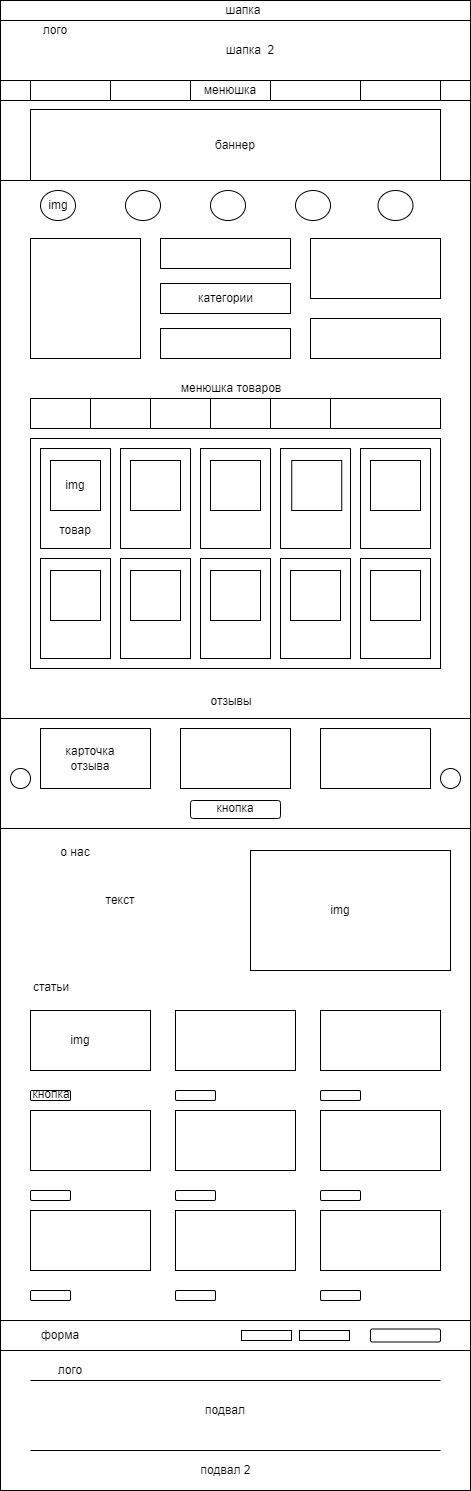 шапка
лого
шапка 2
менюшка
баннер
img
категории
менюшка товаров
img
товар
отзывы
карточка
отзыва
кнопка
о нас
текст
img
статьи
img
кнопка
форма
лого
подвал
подвал 2